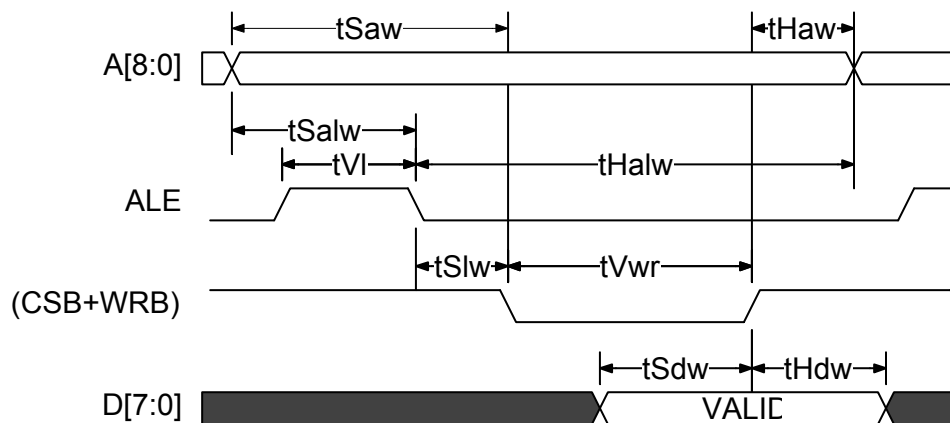 tSaw
tHaw
A[8:0]
tSalw
tVl
tHalw
ALE
tSlw
tVwr
(CSB+WRB)
tSdw
tHdw
D[7:0]
VALID